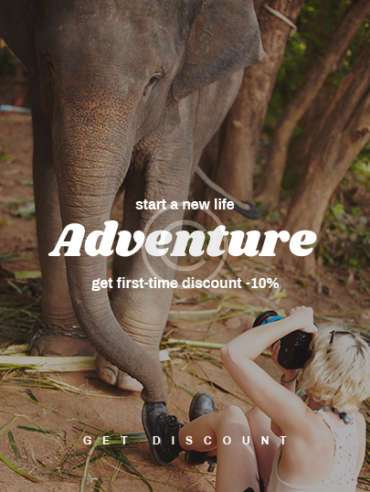 start a new life
Adventure
get first-time discount -10%
GET DISCOUNT